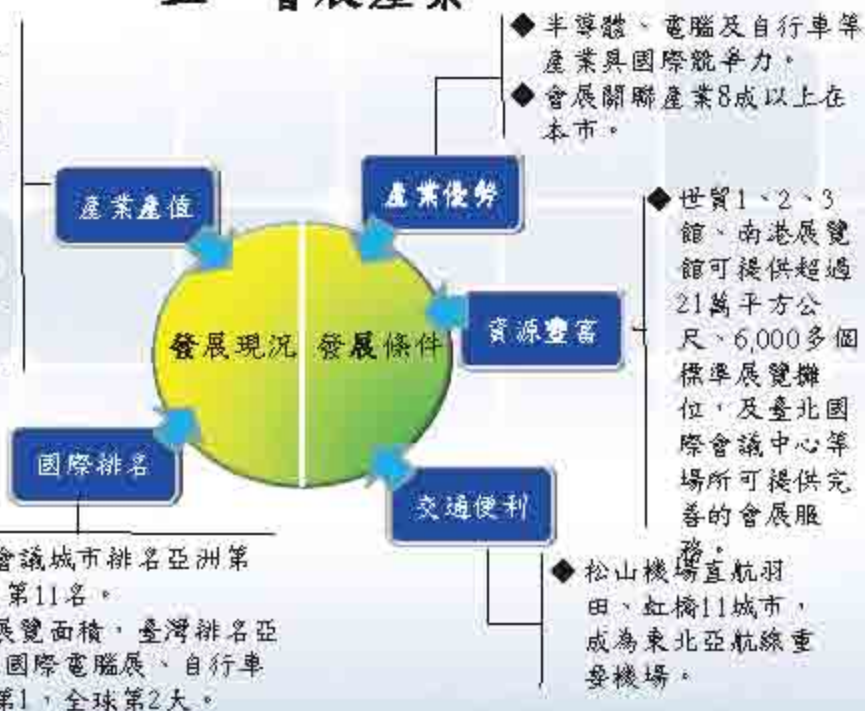 會展產業
◆ 半導體、電腦及自行車等
產業具國際競爭力。
◆ 會展關聯產業8成以上在
本市。
產業產值
產業優勢
◆ 世貿1、2、3
館、南港展覽
館可提供超過
21萬平方公
尺、6,000多個
標準展覽攤
位,及臺北國
際會議中心等
場所可提供完
善的會展服
務。
資源豐富
發展現況
發展條件
國際排名
交通便利
會議城市排名亞洲第
第11名。
展覽面積,臺灣排名亞
國際電腦展、自行車
第1,全球第2大。
◆ 松山機場直航羽
田、虹橋11城市,
成為東北亞航線重
要機場。